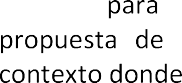 para
propuesta de
contexto donde